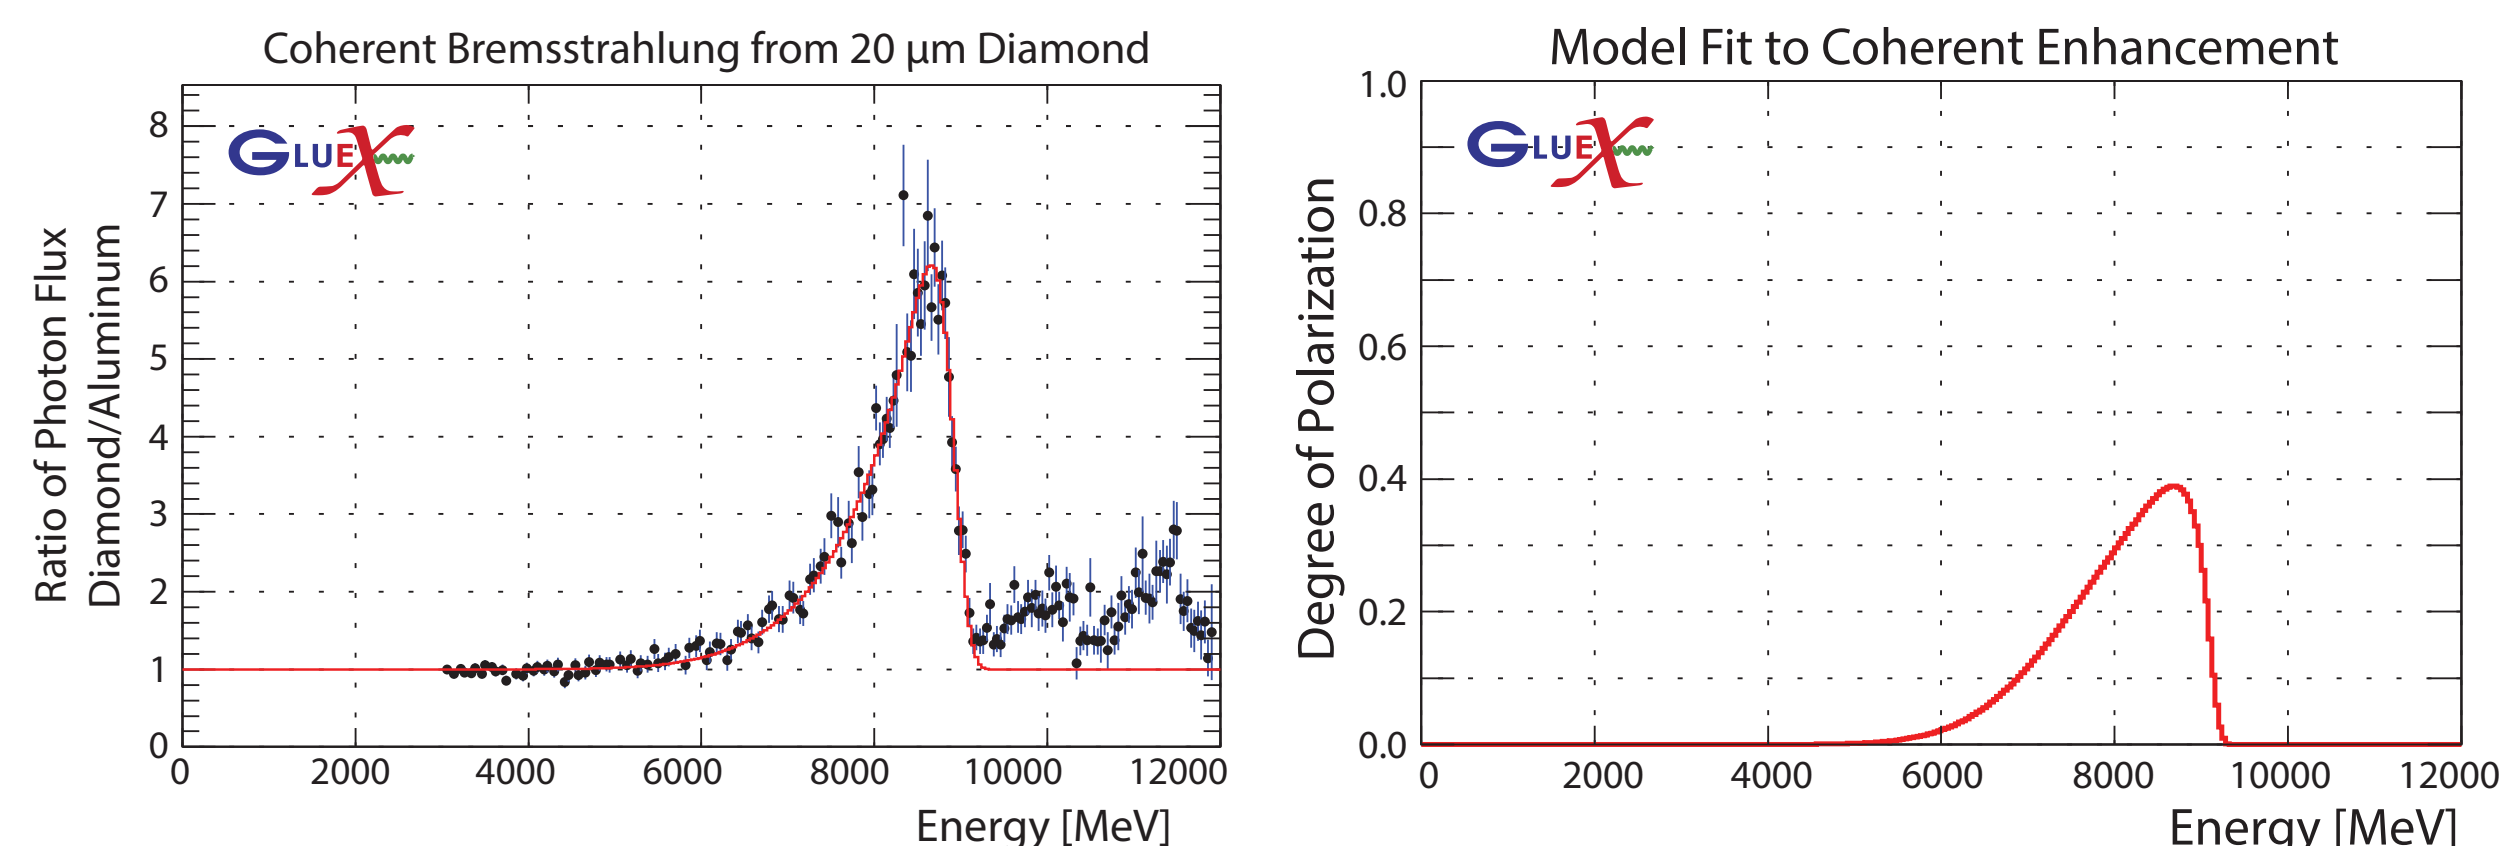 Coherent Bremsstrahlung from 20 µm Diamond
GLUEX
Ratio of Photon Flux
Diamond/Aluminum
8
7
6
5
4
3
2
1
0
0 2000 4000 6000 8000 10000 12000
Energy [MeV]
Model Fit to Coherent Enhancement
GLUEX
Degree of Polarization
1.0
0.8
0.6
0.4
0.2
0.0
0 2000 4000 6000 8000 10000 12000
Energy [MeV]